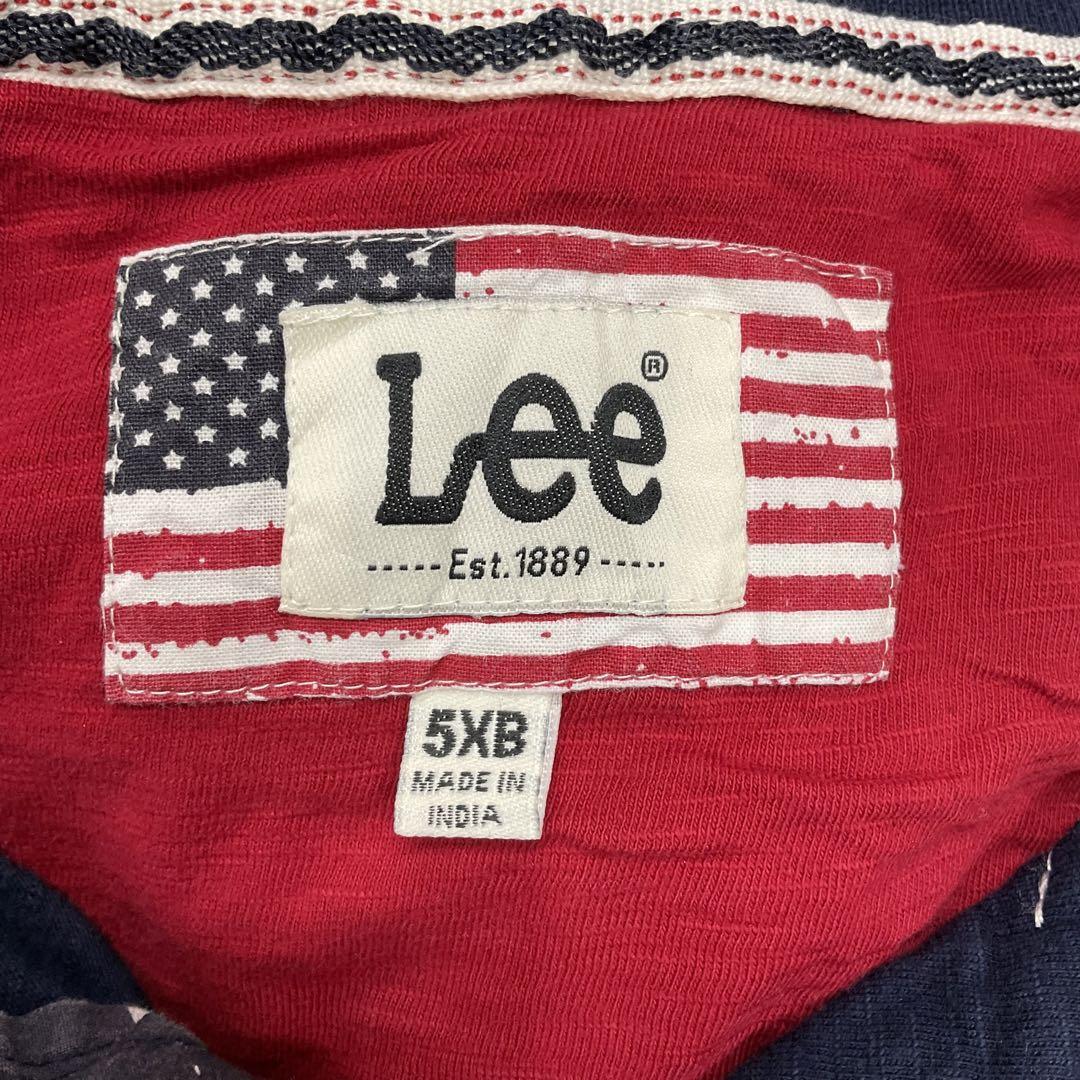 Lee®
-----Est.1889-----
5XB
MADE IN
INDIA